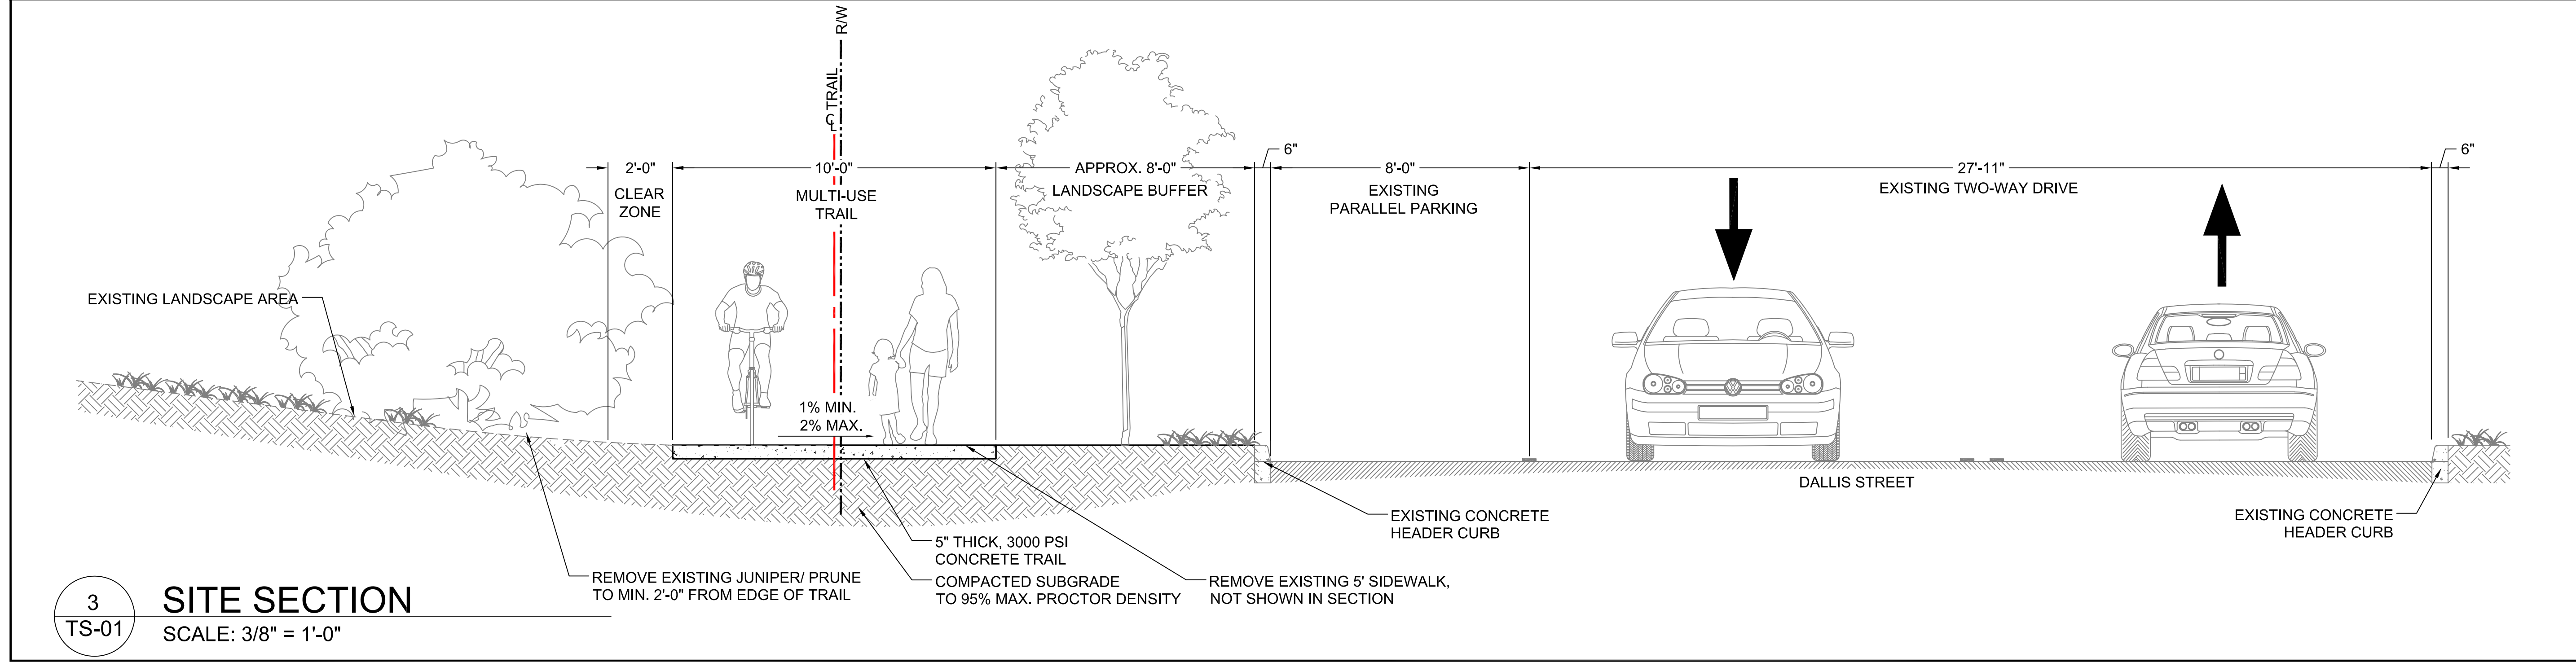 R/W
℄ TRAIL
2'-0"
CLEAR
ZONE
10'-0"
MULTI-USE
TRAIL
APPROX. 8'-0"
LANDSCAPE BUFFER
6"
8'-0"
EXISTING
PARALLEL PARKING
27'-11"
EXISTING TWO-WAY DRIVE
6"
EXISTING LANDSCAPE AREA
1% MIN.
2% MAX.
DALLIS STREET
EXISTING CONCRETE
HEADER CURB
EXISTING CONCRETE
HEADER CURB
5" THICK, 3000 PSI
CONCRETE TRAIL
REMOVE EXISTING JUNIPER/ PRUNE
TO MIN. 2'-0" FROM EDGE OF TRAIL
COMPACTED SUBGRADE
TO 95% MAX. PROCTOR DENSITY
REMOVE EXISTING 5' SIDEWALK,
NOT SHOWN IN SECTION
3
TS-01
SITE SECTION
SCALE: 3/8" = 1'-0"